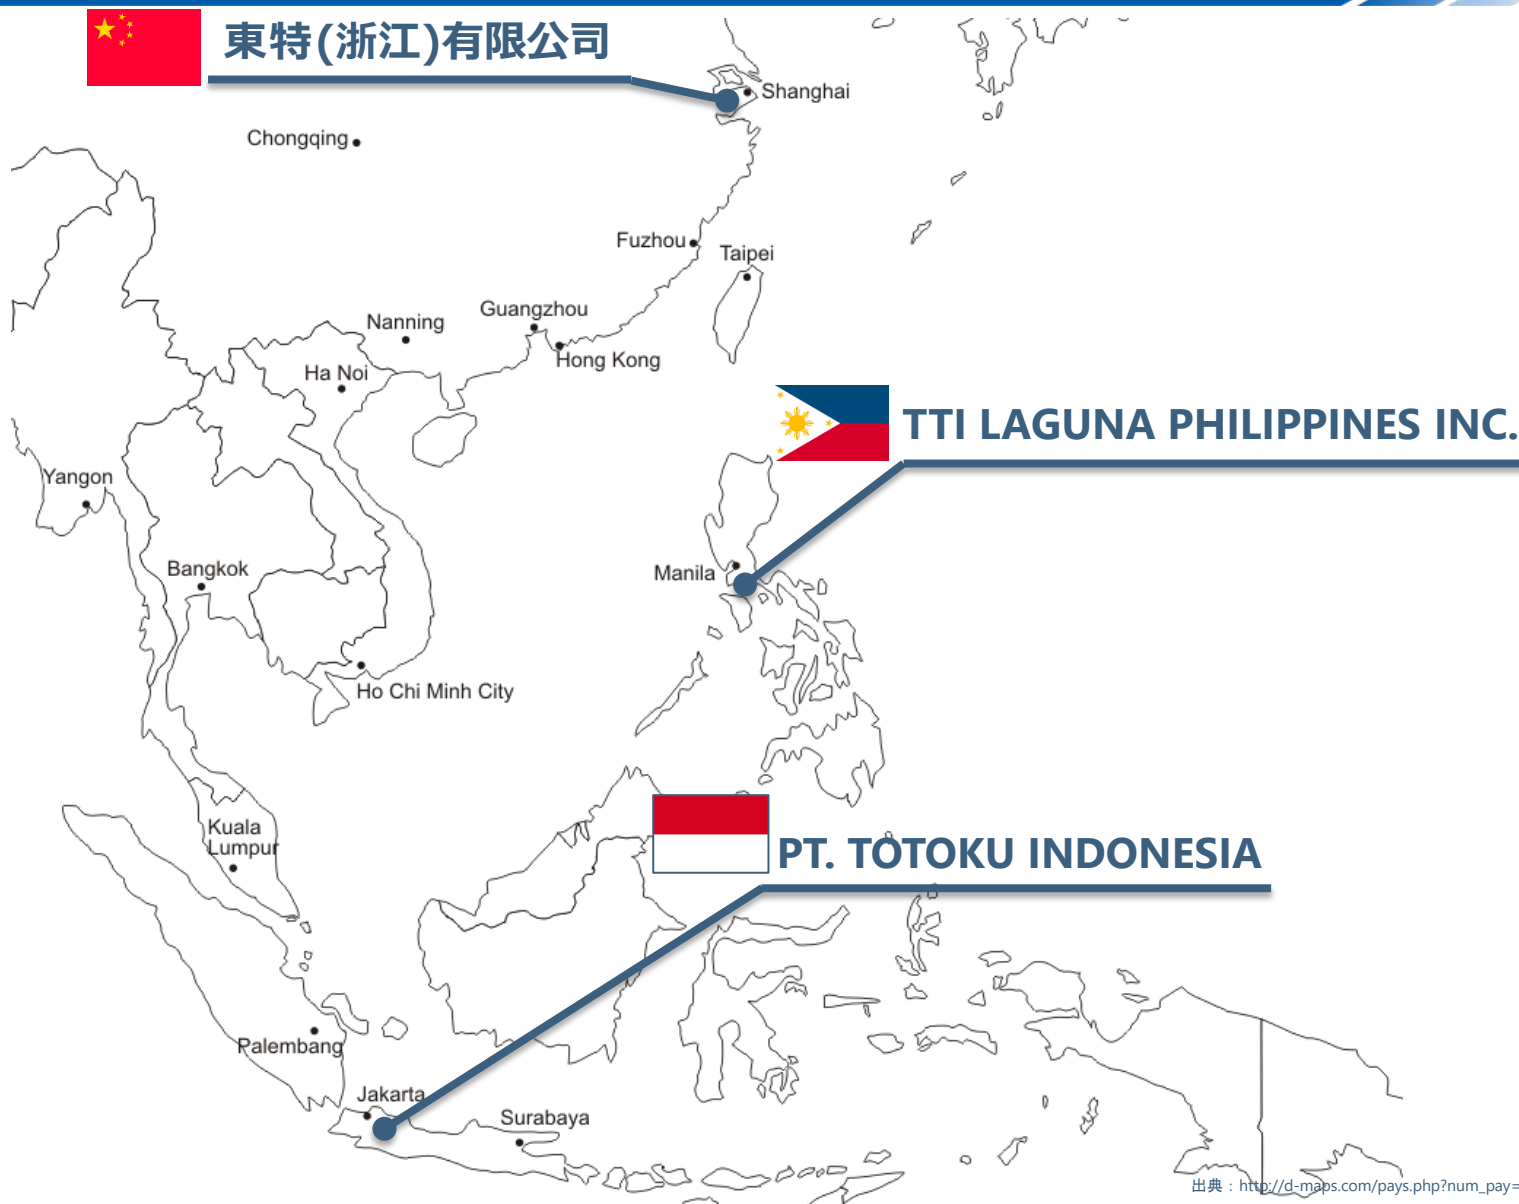 東特(浙江)有限公司
Shanghai
Chongqing
Fuzhou
Taipei
Guangzhou
Nanning
Hong Kong
Ha Noi
TTI LAGUNA PHILIPPINES INC.
Yangon
Bangkok
Manila
Ho Chi Minh City
Kuala
Lumpur
PT. TOTOKU INDONESIA
Palembang
Jakarta
Surabaya
出典：http://d-maps.com/pays.php?num_pay=